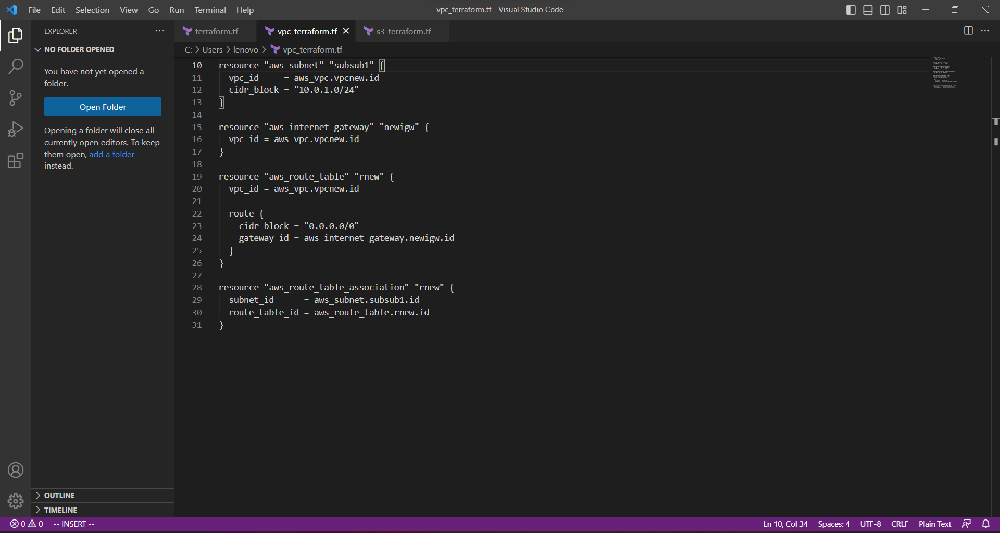 File Edit Selection View Go Run Terminal Help
vpc_terraform.tf - Visual Studio Code
EXPLORER
NO FOLDER OPENED
You have not yet opened a
folder.
Open Folder
Opening a folder will close all
currently open editors. To keep
them open, add a folder
instead.
OUTLINE
TIMELINE
terraform.tf
vpc_terraform.tf
s3_terraform.tf
C: > Users > lenovo > vpc_terraform.tf
10 resource "aws_subnet" "subsub1" {
11 vpc_id     = aws_vpc.vpcnew.id
12 cidr_block = "10.0.1.0/24"
13 }
14
15 resource "aws_internet_gateway" "newigw" {
16 vpc_id = aws_vpc.vpcnew.id
17 }
18
19 resource "aws_route_table" "rnew" {
20 vpc_id = aws_vpc.vpcnew.id
21
22 route {
23 cidr_block = "0.0.0.0/0"
24 gateway_id = aws_internet_gateway.newigw.id
25 }
26 }
27
28 resource "aws_route_table_association" "rnew" {
29 subnet_id      = aws_subnet.subsub1.id
30 route_table_id = aws_route_table.rnew.id
31 }
0 0 -- INSERT --
Ln 10, Col 34 Spaces: 4 UTF-8 CRLF Plain Text